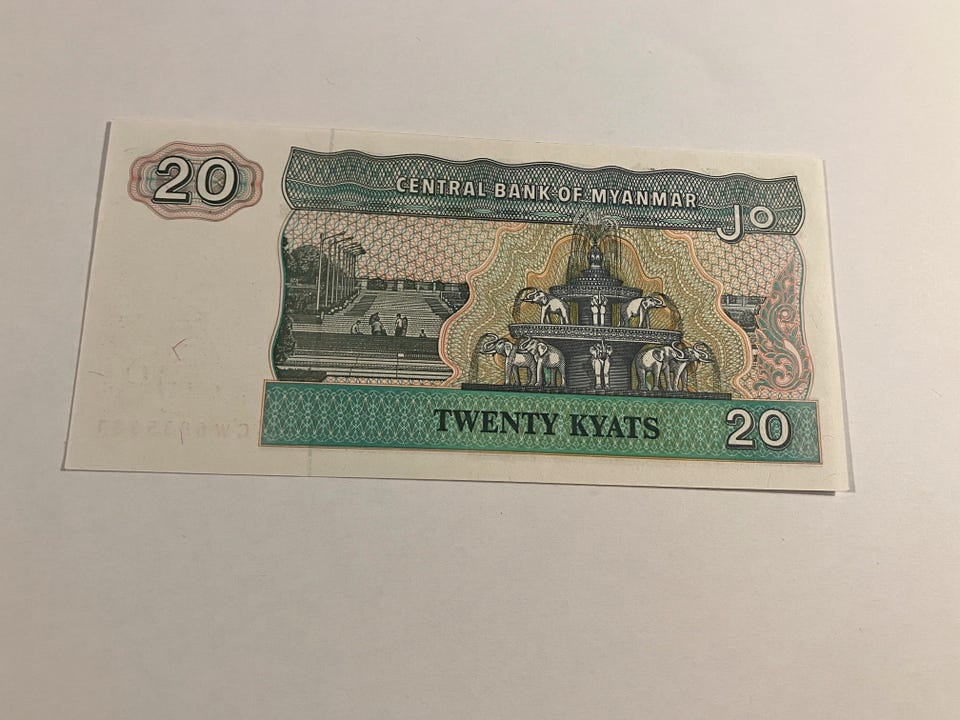 20
CENTRAL BANK OF MYANMAR
၂၀
TWENTY KYATS
20